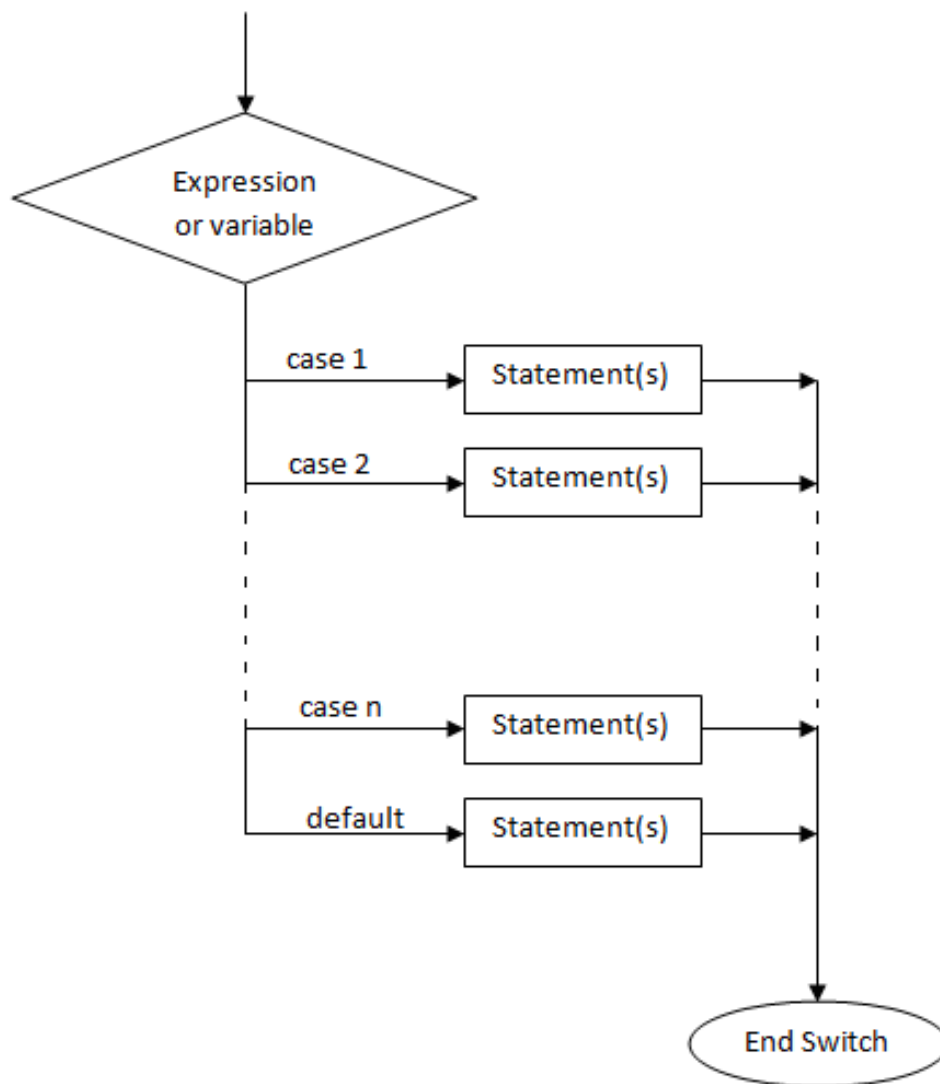 Expression
or variable
case 1
Statement(s)
case 2
Statement(s)
case n
Statement(s)
default
Statement(s)
End Switch